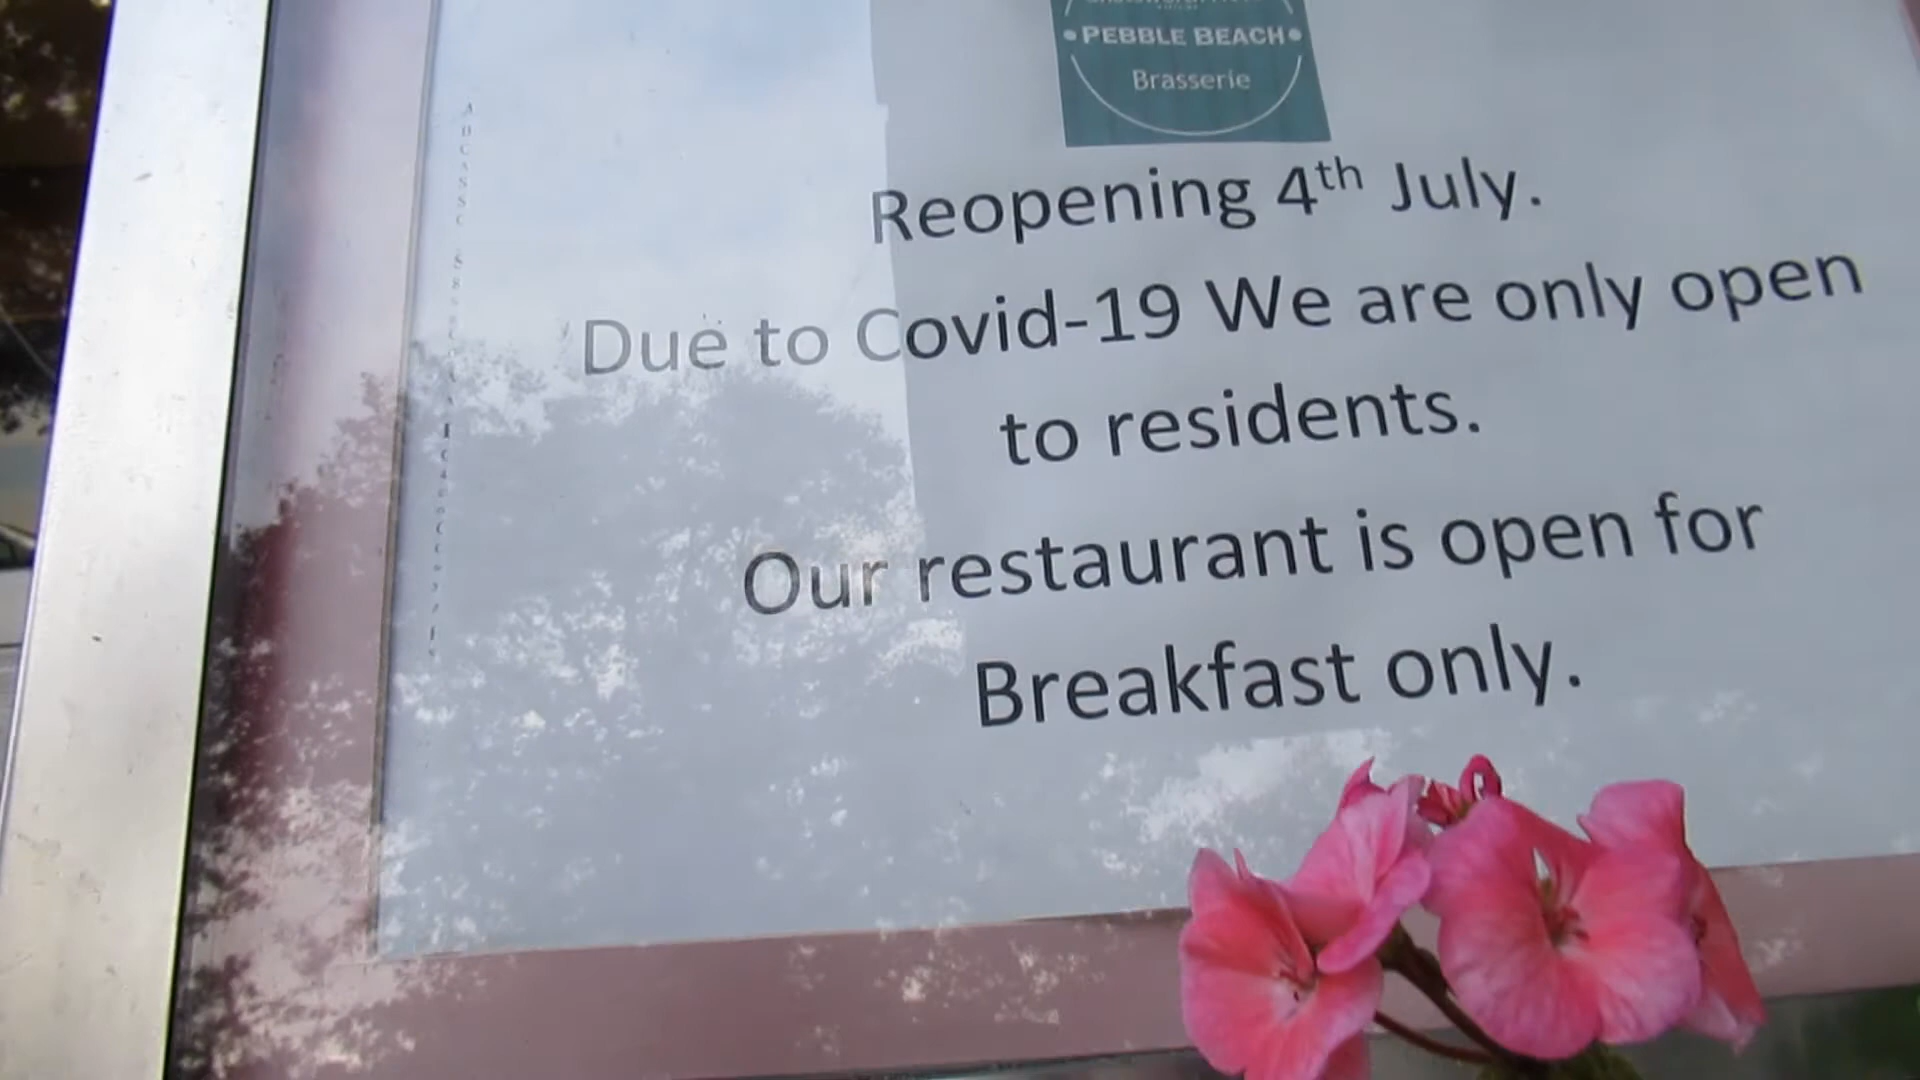 • PEBBLE BEACH •
Brasserie
Reopening 4th July.
Due to Covid-19 We are only open
to residents.
Our restaurant is open for
Breakfast only.